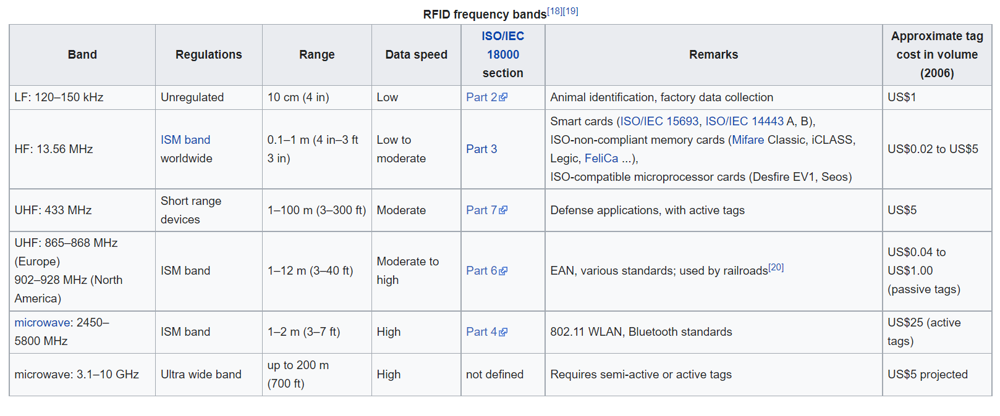 RFID frequency bands[18][19]
Band
Regulations
Range
Data speed
ISO/IEC
18000
section
Remarks
Approximate tag
cost in volume
(2006)
LF: 120–150 kHz
Unregulated
10 cm (4 in)
Low
Part 2
Animal identification, factory data collection
US$1
HF: 13.56 MHz
ISM band
worldwide
0.1–1 m (4 in–3 ft
3 in)
Low to
moderate
Part 3
Smart cards (ISO/IEC 15693, ISO/IEC 14443 A, B),
ISO-non-compliant memory cards (Mifare Classic, iCLASS,
Legic, FeliCa ...),
ISO-compatible microprocessor cards (Desfire EV1, Seos)
US$0.02 to US$5
UHF: 433 MHz
Short range
devices
1–100 m (3–300 ft)
Moderate
Part 7
Defense applications, with active tags
US$5
UHF: 865–868 MHz
(Europe)
902–928 MHz (North
America)
ISM band
1–12 m (3–40 ft)
Moderate to
high
Part 6
EAN, various standards; used by railroads[20]
US$0.04 to
US$1.00
(passive tags)
microwave: 2450–
5800 MHz
ISM band
1–2 m (3–7 ft)
High
Part 4
802.11 WLAN, Bluetooth standards
US$25 (active
tags)
microwave: 3.1–10 GHz
Ultra wide band
up to 200 m
(700 ft)
High
not defined
Requires semi-active or active tags
US$5 projected